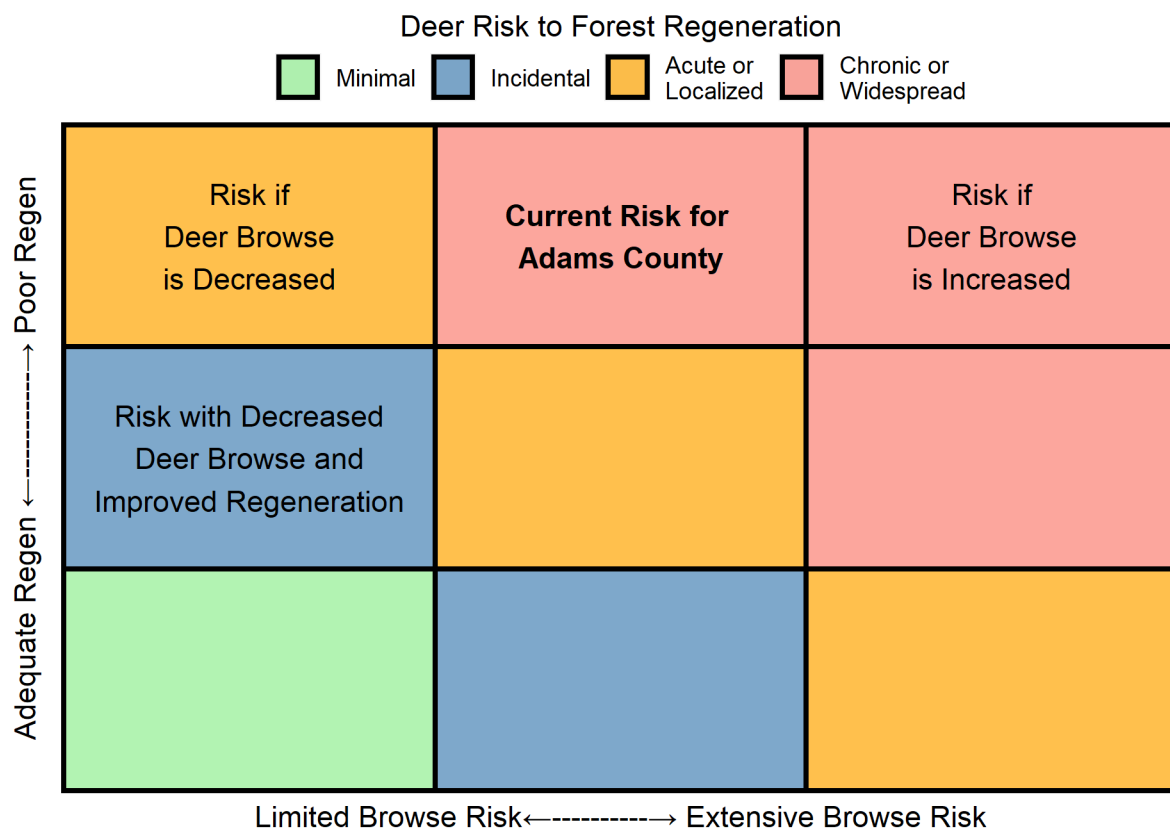 Deer Risk to Forest Regeneration
Minimal
Incidental
Acute or
Localized
Chronic or
Widespread
Poor Regen
Adequate Regen
Risk if
Deer Browse
is Decreased
Current Risk for
Adams County
Risk if
Deer Browse
is Increased
Risk with Decreased
Deer Browse and
Improved Regeneration
Limited Browse Risk←----------→ Extensive Browse Risk